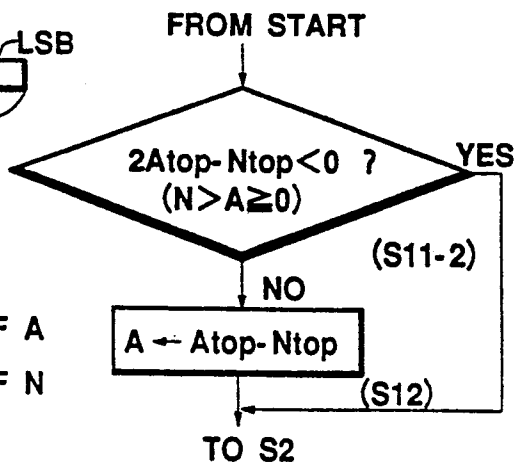 FROM START
LSB
2Atop-Ntop<0 ?
(N>A≧0)
YES
(S11-2)
NO
A ← Atop-Ntop
F A
F N
(S12)
TO S2